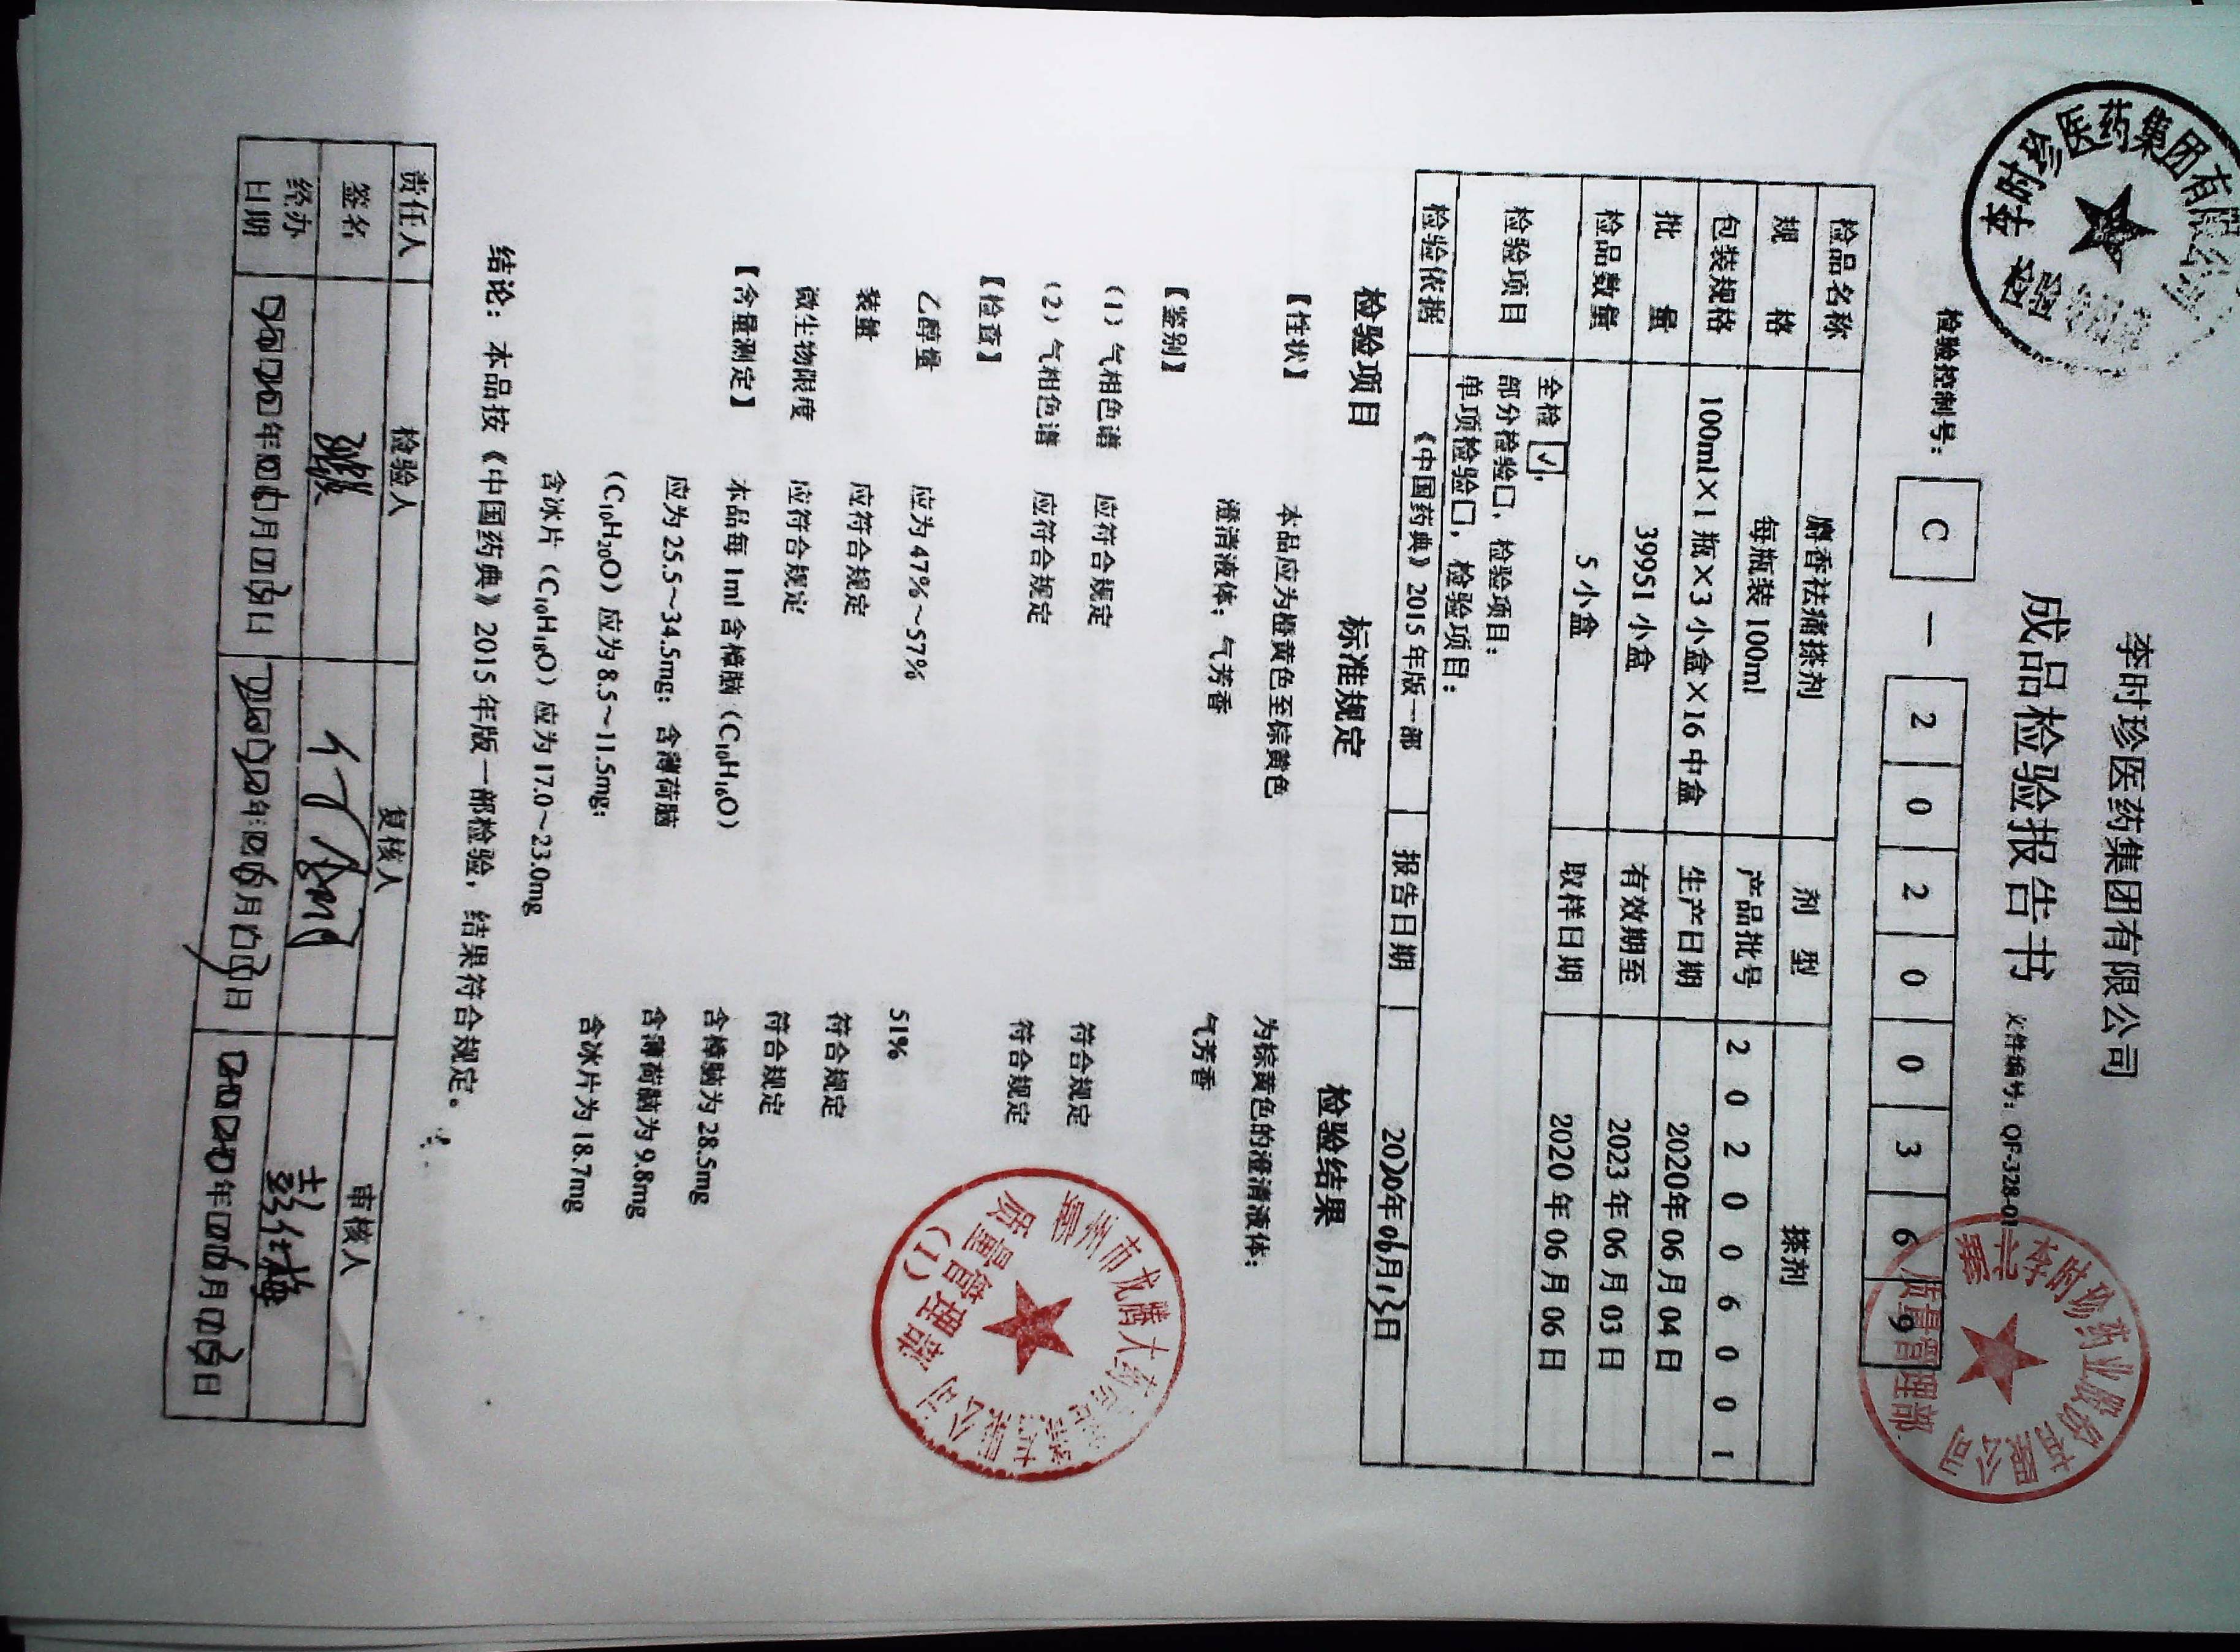 李时珍医药集团有限公司
成品检验报告书 文件编号：QF-328-01
检验控制号： C — 2 0 2 0 0 3 6 9
检品名称 麝香祛痛搽剂 剂 型 搽剂
规 格 每瓶装 100ml 产品批号 2 0 2 0 0 6 0 0 1
包装规格 100ml×1 瓶×3 小盒×16 中盒 生产日期 2020年 06 月 04 日
批 量 39951 小盒 有效期至 2023 年 06 月 03 日
检品数量 5 小盒 取样日期 2020 年 06 月 06 日
检验项目 全检☑，
部分检验□，检验项目：
单项检验□，检验项目：
检验依据 《中国药典》2015 年版一部 报告日期 2020年06月13日
检验项目 标准规定 检验结果
【性状】 本品应为橙黄色至棕黄色 为棕黄色的澄清液体；
澄清液体；气芳香 气芳香
【鉴别】
（1）气相色谱 应符合规定 符合规定
（2）气相色谱 应符合规定 符合规定
【检查】
乙醇量 应为 47%～57% 51%
装量 应符合规定 符合规定
微生物限度 应符合规定 符合规定
【含量测定】 本品每 1ml 含樟脑（C₁₀H₁₆O） 含樟脑为 28.5mg
应为 25.5～34.5mg；含薄荷脑 含薄荷脑为 9.8mg
（C₁₀H₂₀O）应为 8.5～11.5mg； 含冰片为 18.7mg
含冰片（C₁₀H₁₈O）应为 17.0～23.0mg
结论：本品按《中国药典》2015 年版一部检验，结果符合规定。
责任人 检验人 复核人 审核人
签名
经办日期 2020年06月13日 2020年06月13日 2020年06月13日
李时珍医药集团有限公司
质量管理部
质量管理部
(1)